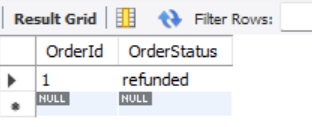 Result Grid Filter Rows:
OrderId OrderStatus
1 refunded
NULL NULL